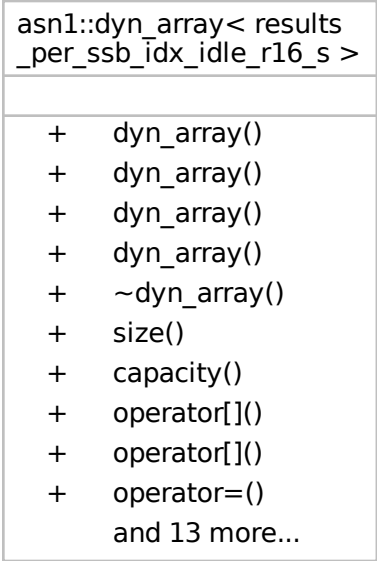 asn1::dyn_array< results
_per_ssb_idx_idle_r16_s >
+ dyn_array()
+ dyn_array()
+ dyn_array()
+ dyn_array()
+ ~dyn_array()
+ size()
+ capacity()
+ operator[]()
+ operator[]()
+ operator=()
and 13 more...